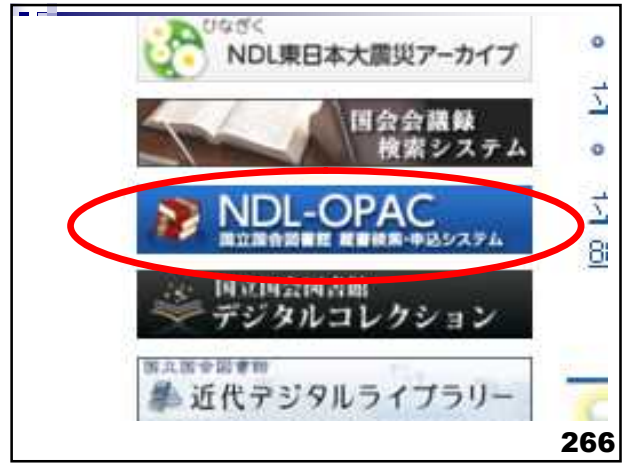 ひなぎく
NDL東日本大震災アーカイブ
国会会議録
検索システム
NDL-OPAC
国立国会図書館 蔵書検索・申込システム
国立国会図書館
デジタルコレクション
国立国会図書館
近代デジタルライブラリー
266